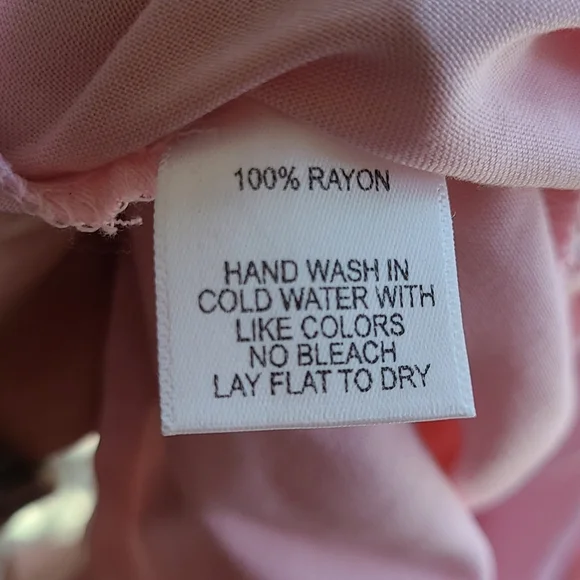 100% RAYON
HAND WASH IN
COLD WATER WITH
LIKE COLORS
NO BLEACH
LAY FLAT TO DRY